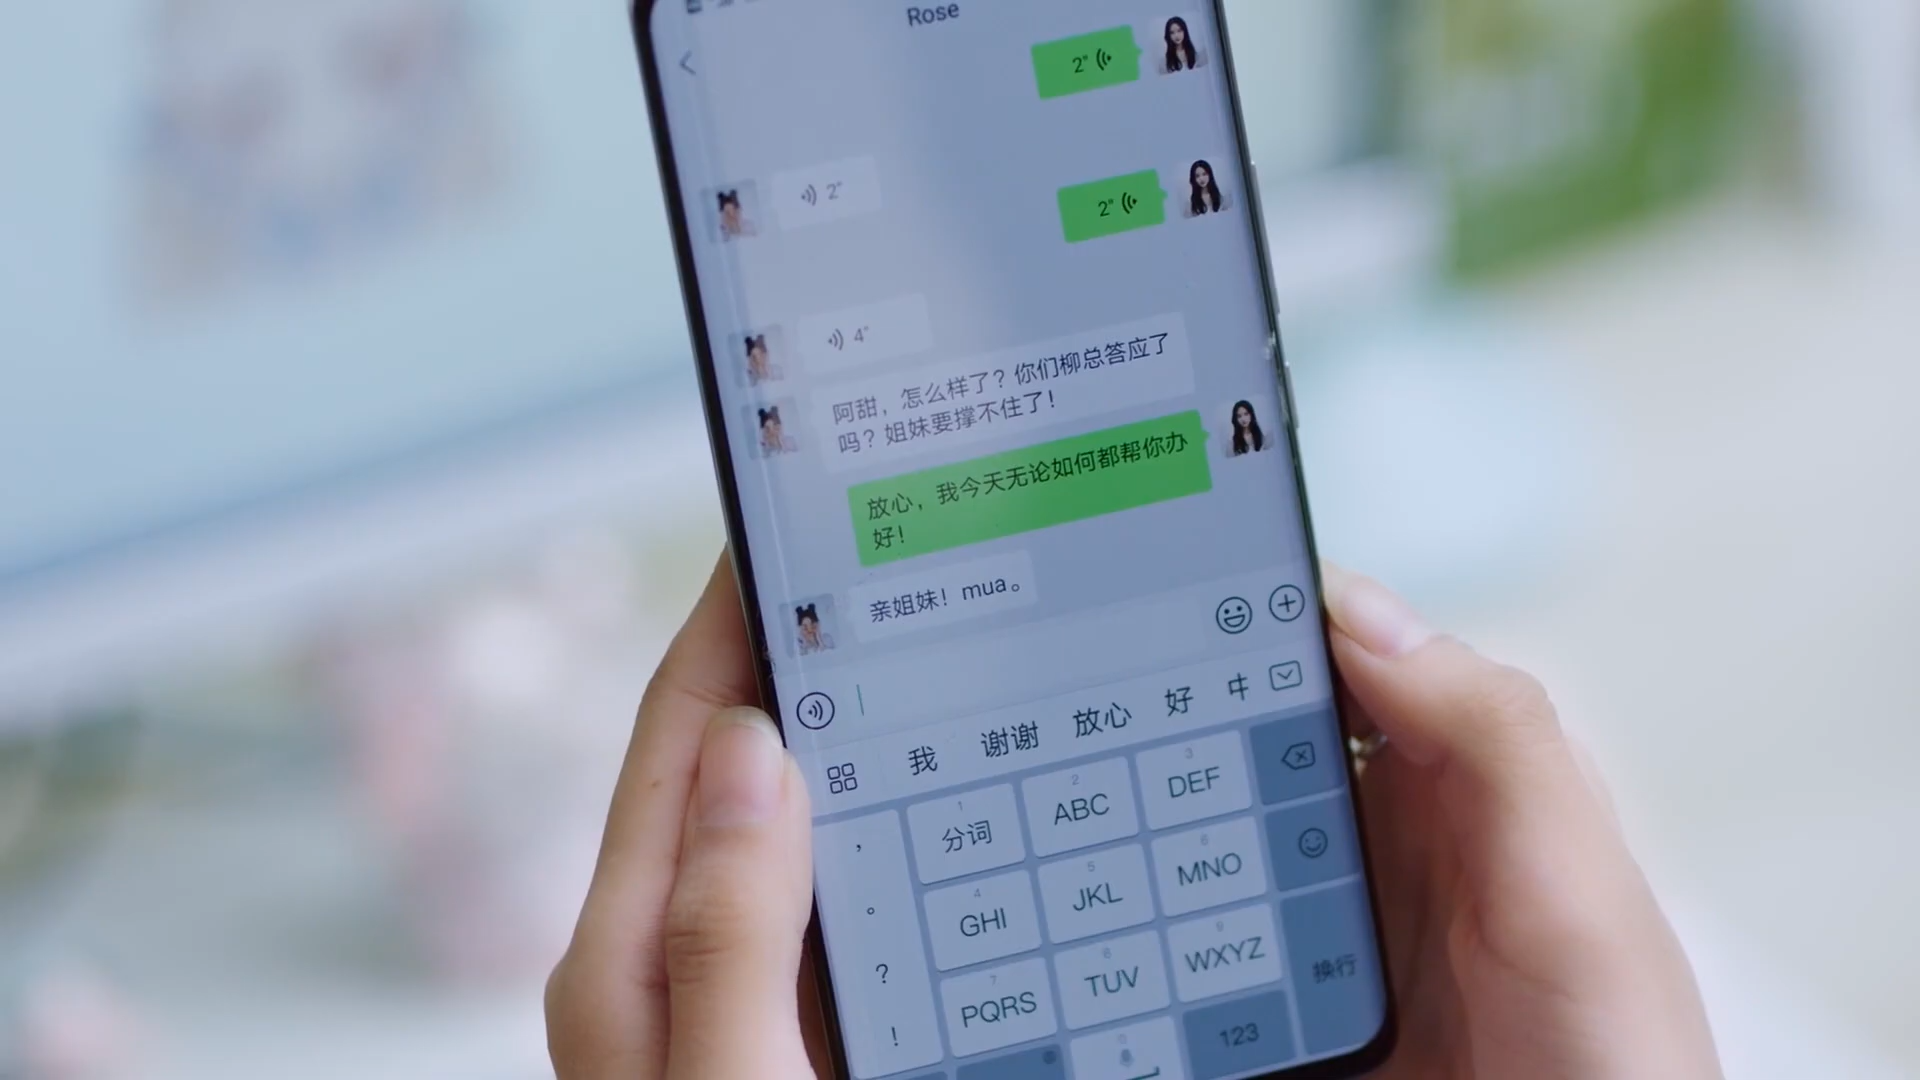 Rose
2"
2"
2"
4"
阿甜，怎么样了？你们柳总答应了
吗？姐妹要撑不住了！
放心，我今天无论如何都帮你办
好！
亲姐妹！mua。
我 谢谢 放心 好 中
，
1
分词
2
ABC
3
DEF
。
4
GHI
5
JKL
6
MNO
？
7
PQRS
8
TUV
9
WXYZ
换行
！
123